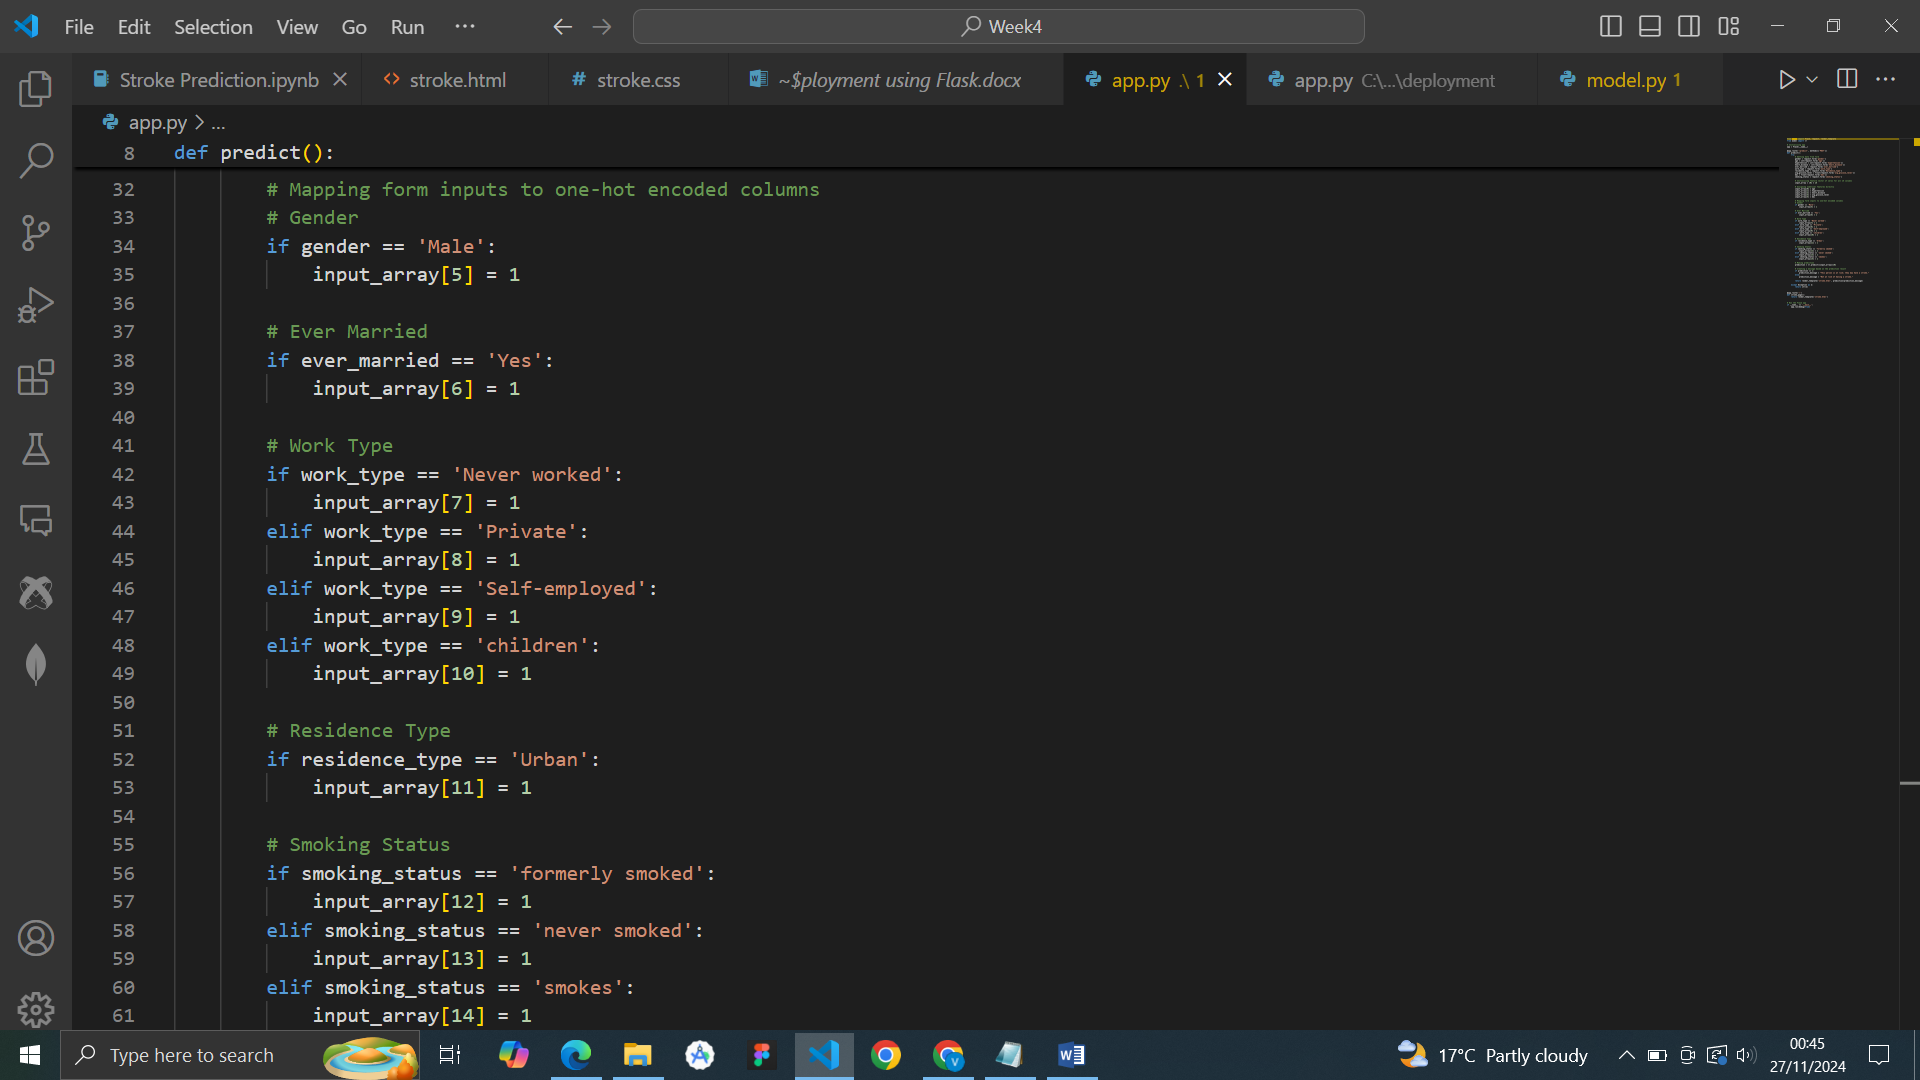 File Edit Selection View Go Run ... Week4
Stroke Prediction.ipynb stroke.html # stroke.css ~$ployment using Flask.docx app.py .\ 1 app.py C:\...\deployment model.py 1
app.py > ...
8 def predict():
32 # Mapping form inputs to one-hot encoded columns
33 # Gender
34 if gender == 'Male':
35 input_array[5] = 1
36
37 # Ever Married
38 if ever_married == 'Yes':
39 input_array[6] = 1
40
41 # Work Type
42 if work_type == 'Never worked':
43 input_array[7] = 1
44 elif work_type == 'Private':
45 input_array[8] = 1
46 elif work_type == 'Self-employed':
47 input_array[9] = 1
48 elif work_type == 'children':
49 input_array[10] = 1
50
51 # Residence Type
52 if residence_type == 'Urban':
53 input_array[11] = 1
54
55 # Smoking Status
56 if smoking_status == 'formerly smoked':
57 input_array[12] = 1
58 elif smoking_status == 'never smoked':
59 input_array[13] = 1
60 elif smoking_status == 'smokes':
61 input_array[14] = 1
Type here to search 17°C Partly cloudy 00:45
27/11/2024